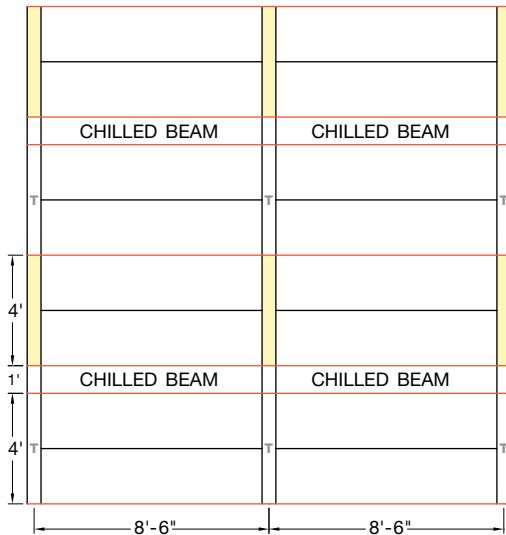 CHILLED BEAM CHILLED BEAM
T T T
4'
1' CHILLED BEAM CHILLED BEAM
4' T T T
8'-6" 8'-6"